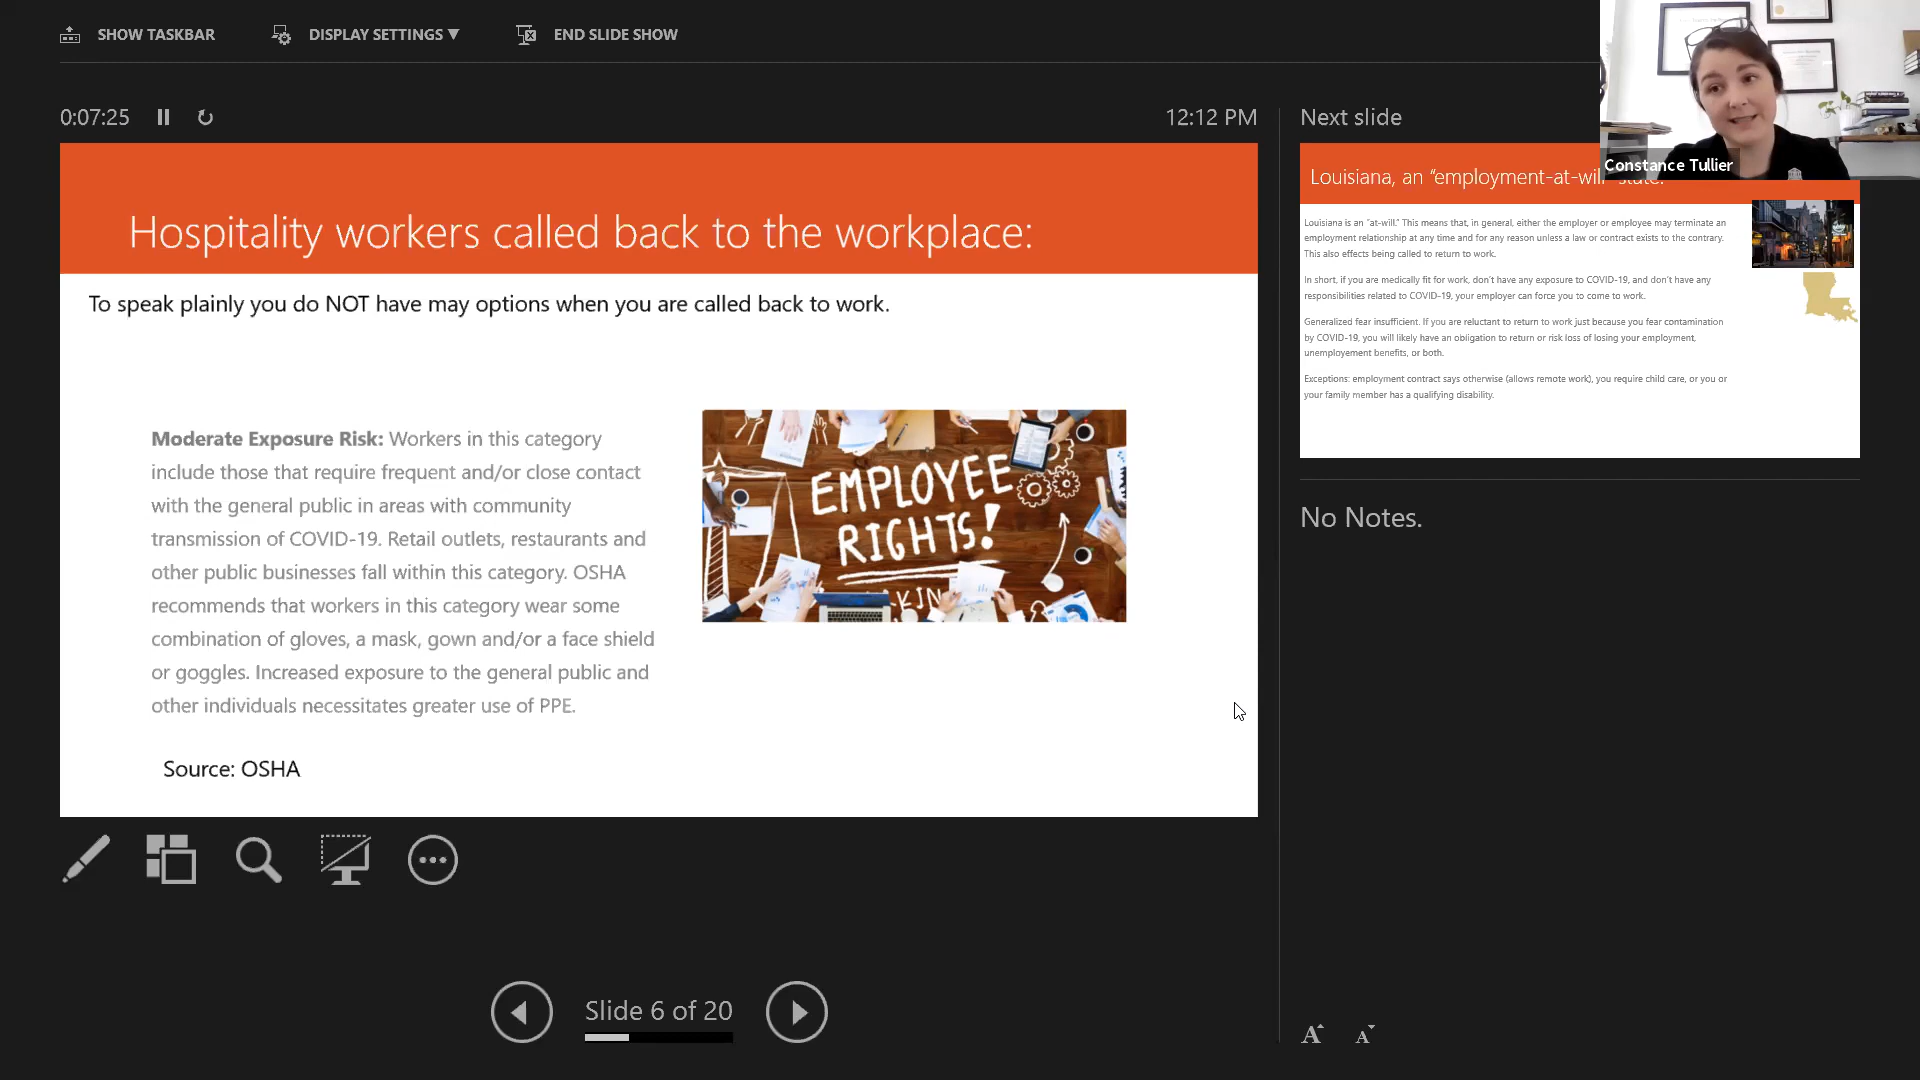 SHOW TASKBAR
DISPLAY SETTINGS ▼
END SLIDE SHOW
0:07:25
12:12 PM
Hospitality workers called back to the workplace:
To speak plainly you do NOT have may options when you are called back to work.
Moderate Exposure Risk: Workers in this category
include those that require frequent and/or close contact
with the general public in areas with community
transmission of COVID-19. Retail outlets, restaurants and
other public businesses fall within this category. OSHA
recommends that workers in this category wear some
combination of gloves, a mask, gown and/or a face shield
or goggles. Increased exposure to the general public and
other individuals necessitates greater use of PPE.
EMPLOYEE
RIGHTS!
KIN
Source: OSHA
Slide 6 of 20
Next slide
Constance Tullier
Louisiana, an “employment-at-will” state.
Louisiana is an “at-will.” This means that, in general, either the employer or employee may terminate an
employment relationship at any time and for any reason unless a law or contract exists to the contrary.
This also effects being called to return to work.
In short, if you are medically fit for work, don't have any exposure to COVID-19, and don't have any
responsibilities related to COVID-19, your employer can force you to come to work.
Generalized fear insufficient. If you are reluctant to return to work just because you fear contamination
by COVID-19, you will likely have an obligation to return or risk loss of losing your employment,
unemployement benefits, or both.
Exceptions: employment contract says otherwise (allows remote work), you require child care, or you or
your family member has a qualifying disability.
No Notes.
A A